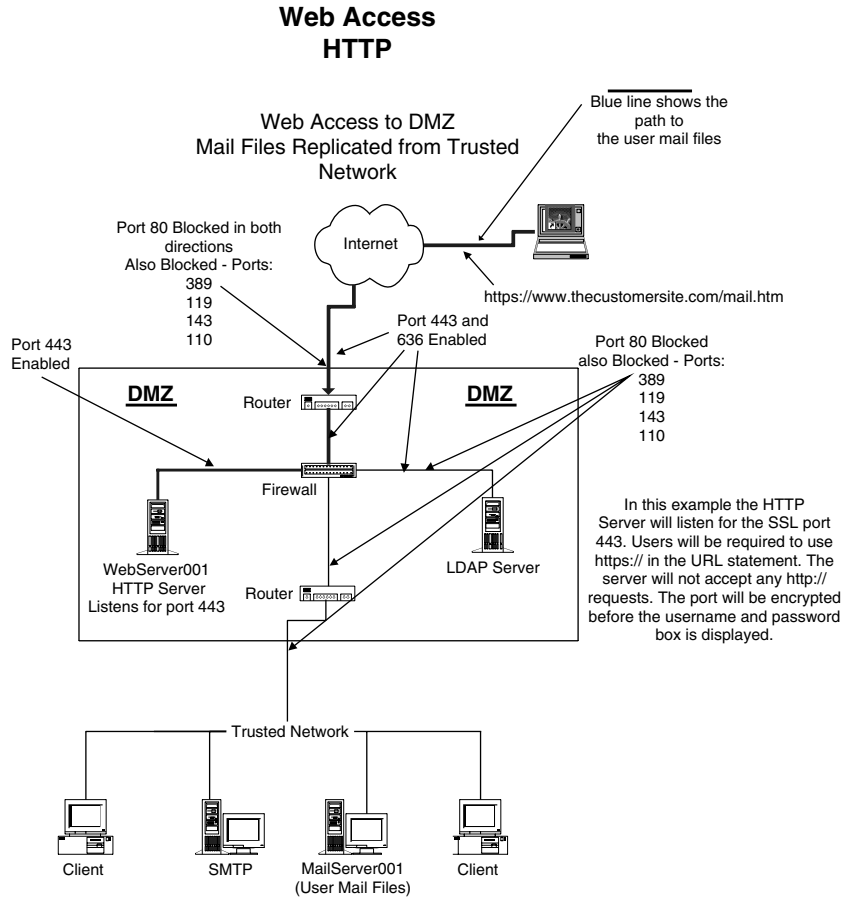 Web Access
HTTP
Blue line shows the
path to
the user mail files
Web Access to DMZ
Mail Files Replicated from Trusted
Network
Port 80 Blocked in both
directions
Also Blocked - Ports:
389
119
143
110
Internet
https://www.thecustomersite.com/mail.htm
Port 443
Enabled
Port 443 and
636 Enabled
Port 80 Blocked
also Blocked - Ports:
389
119
143
110
DMZ
DMZ
Router
Firewall
WebServer001
HTTP Server
Listens for port 443
LDAP Server
Router
In this example the HTTP
Server will listen for the SSL port
443. Users will be required to use
https:// in the URL statement. The
server will not accept any http://
requests. The port will be encrypted
before the username and password
box is displayed.
Trusted Network
Client
SMTP
MailServer001
(User Mail Files)
Client